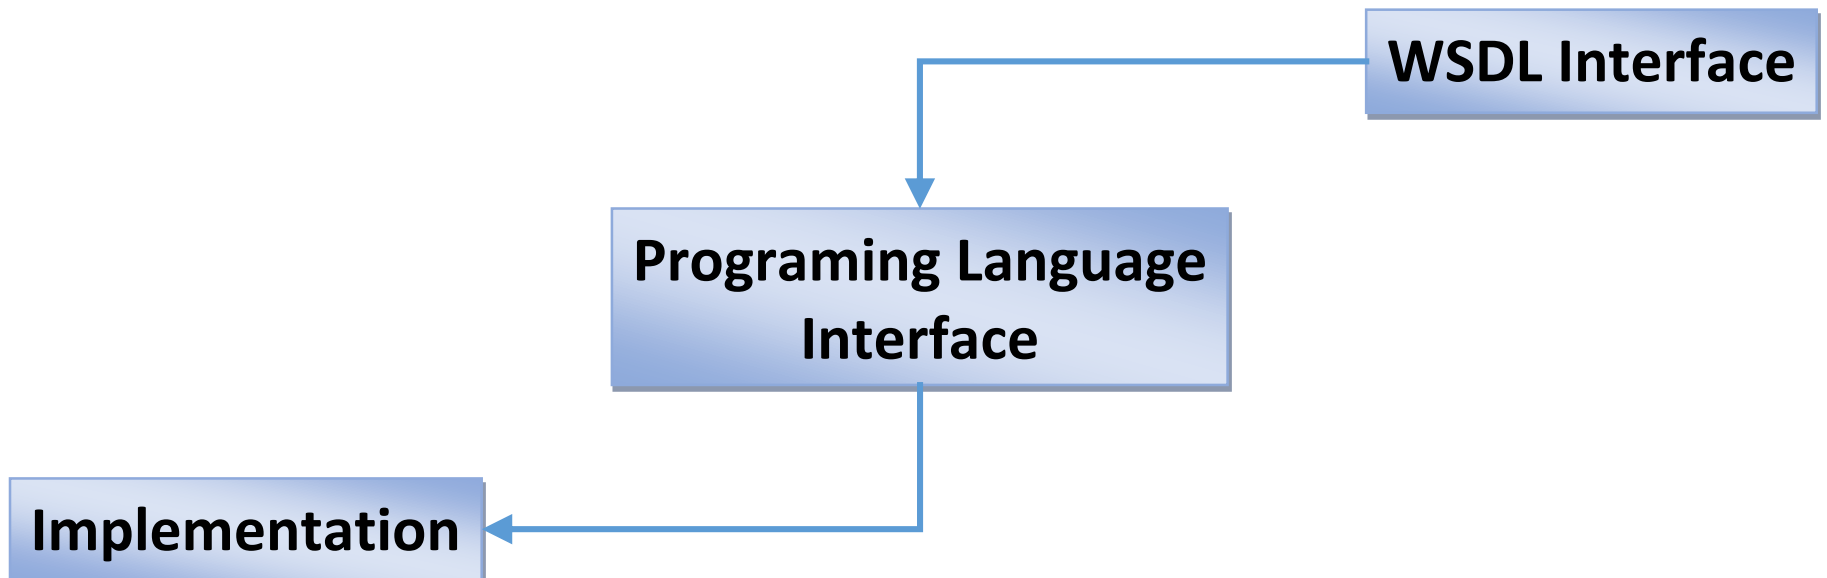 WSDL Interface
Programing Language
Interface
Implementation